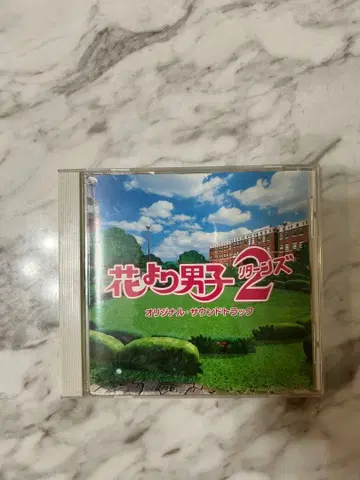 花より男子2
リターンズ
オリジナル・サウンドトラック